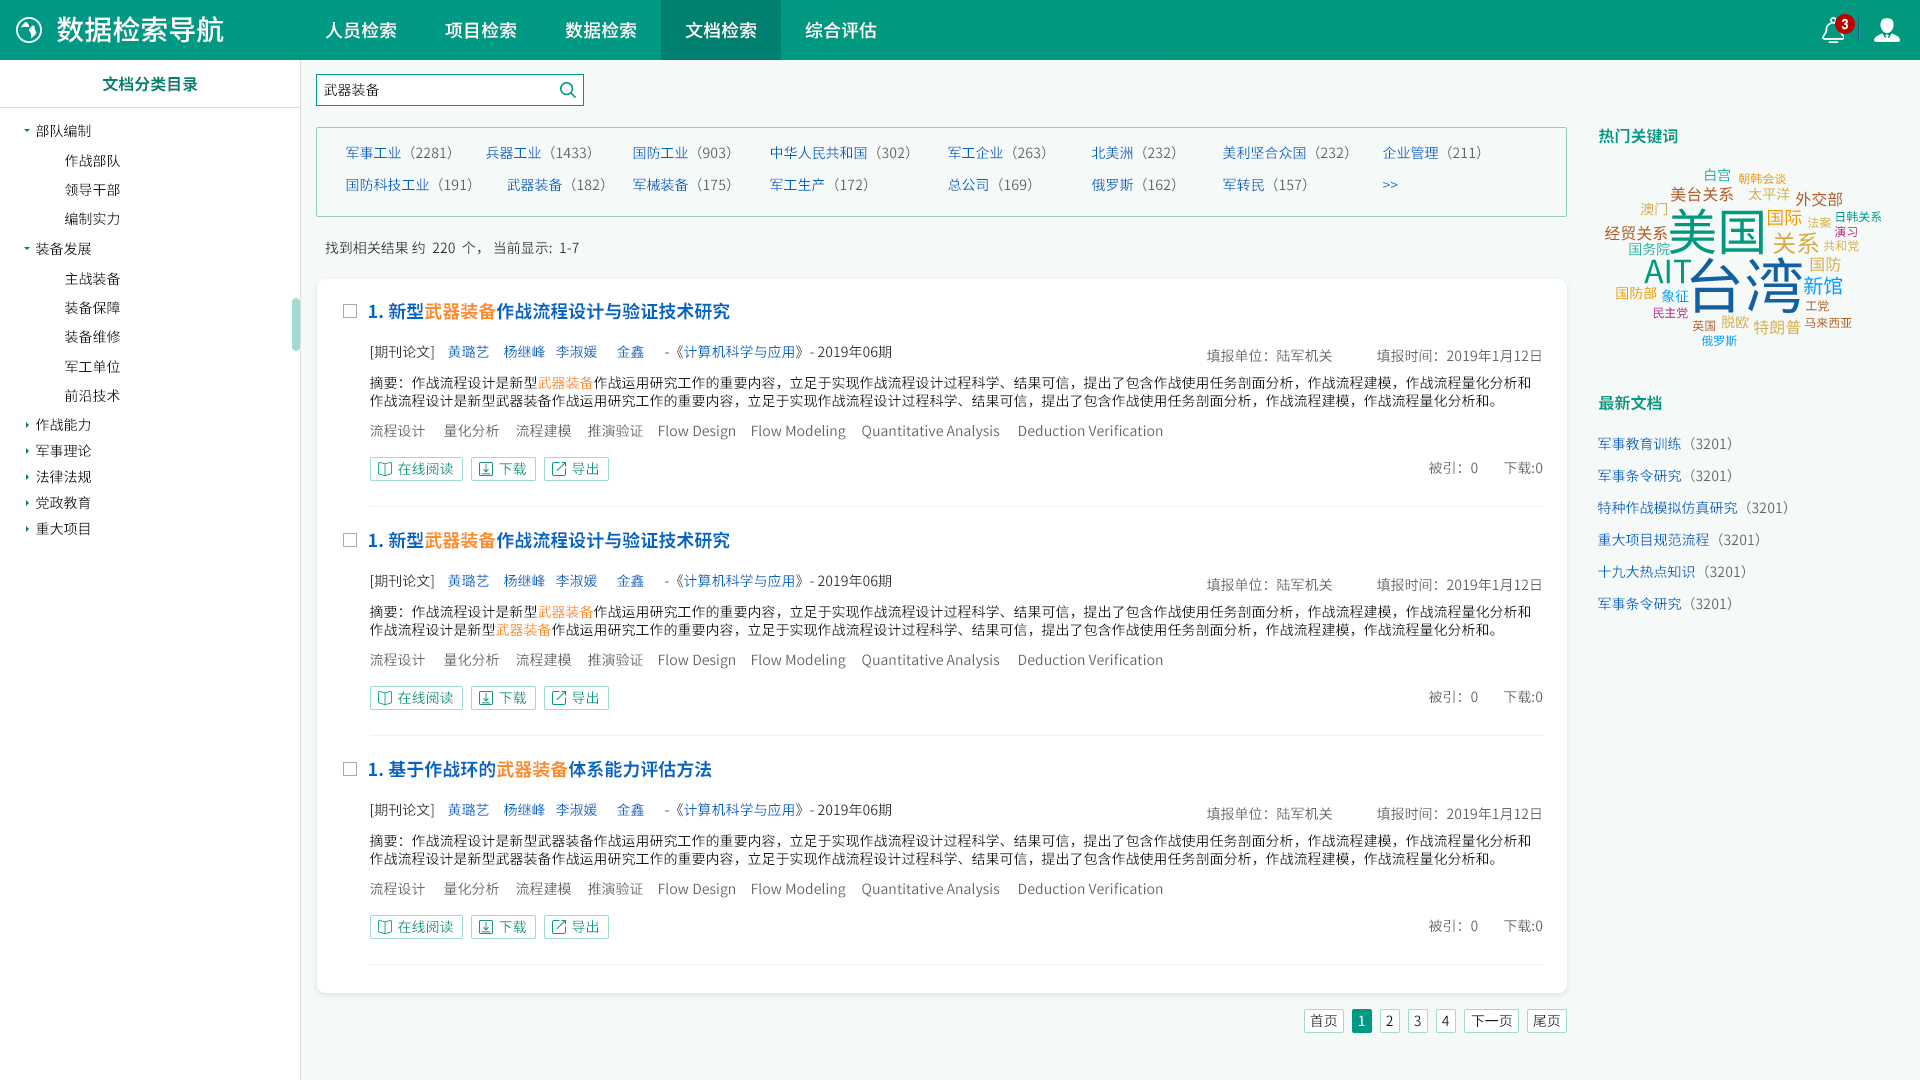 数据检索导航
人员检索 项目检索 数据检索 文档检索 综合评估
3
文档分类目录
部队编制
作战部队
领导干部
编制实力
装备发展
主战装备
装备保障
装备维修
军工单位
前沿技术
作战能力
军事理论
法律法规
党政教育
重大项目
武器装备
军事工业（2281） 兵器工业（1433） 国防工业（903） 中华人民共和国（302） 军工企业（263） 北美洲（232） 美利坚合众国（232） 企业管理（211）
国防科技工业（191） 武器装备（182） 军械装备（175） 军工生产（172） 总公司（169） 俄罗斯（162） 军转民（157） >>
找到相关结果 约 220 个， 当前显示: 1-7
1. 新型武器装备作战流程设计与验证技术研究
[期刊论文] 黄璐艺 杨继峰 李淑媛 金鑫 -《计算机科学与应用》- 2019年06期
填报单位：陆军机关 填报时间：2019年1月12日
摘要：作战流程设计是新型武器装备作战运用研究工作的重要内容，立足于实现作战流程设计过程科学、结果可信，提出了包含作战使用任务剖面分析，作战流程建模，作战流程量化分析和
作战流程设计是新型武器装备作战运用研究工作的重要内容，立足于实现作战流程设计过程科学、结果可信，提出了包含作战使用任务剖面分析，作战流程建模，作战流程量化分析和。
流程设计 量化分析 流程建模 推演验证 Flow Design Flow Modeling Quantitative Analysis Deduction Verification
在线阅读 下载 导出 被引：0 下载:0
1. 新型武器装备作战流程设计与验证技术研究
[期刊论文] 黄璐艺 杨继峰 李淑媛 金鑫 -《计算机科学与应用》- 2019年06期
填报单位：陆军机关 填报时间：2019年1月12日
摘要：作战流程设计是新型武器装备作战运用研究工作的重要内容，立足于实现作战流程设计过程科学、结果可信，提出了包含作战使用任务剖面分析，作战流程建模，作战流程量化分析和
作战流程设计是新型武器装备作战运用研究工作的重要内容，立足于实现作战流程设计过程科学、结果可信，提出了包含作战使用任务剖面分析，作战流程建模，作战流程量化分析和。
流程设计 量化分析 流程建模 推演验证 Flow Design Flow Modeling Quantitative Analysis Deduction Verification
在线阅读 下载 导出 被引：0 下载:0
1. 基于作战环的武器装备体系能力评估方法
[期刊论文] 黄璐艺 杨继峰 李淑媛 金鑫 -《计算机科学与应用》- 2019年06期
填报单位：陆军机关 填报时间：2019年1月12日
摘要：作战流程设计是新型武器装备作战运用研究工作的重要内容，立足于实现作战流程设计过程科学、结果可信，提出了包含作战使用任务剖面分析，作战流程建模，作战流程量化分析和
作战流程设计是新型武器装备作战运用研究工作的重要内容，立足于实现作战流程设计过程科学、结果可信，提出了包含作战使用任务剖面分析，作战流程建模，作战流程量化分析和。
流程设计 量化分析 流程建模 推演验证 Flow Design Flow Modeling Quantitative Analysis Deduction Verification
在线阅读 下载 导出 被引：0 下载:0
首页 1 2 3 4 下一页 尾页
热门关键词
白宫 朝韩会谈
美台关系 太平洋 外交部
澳门 美国 国际 法案 日韩关系
经贸关系 关系 演习
国务院 共和党
AIT 台湾 国防
新馆
国防部 象征 工党
民主党
英国 脱欧 特朗普 马来西亚
俄罗斯
最新文档
军事教育训练（3201）
军事条令研究（3201）
特种作战模拟仿真研究（3201）
重大项目规范流程（3201）
十九大热点知识（3201）
军事条令研究（3201）